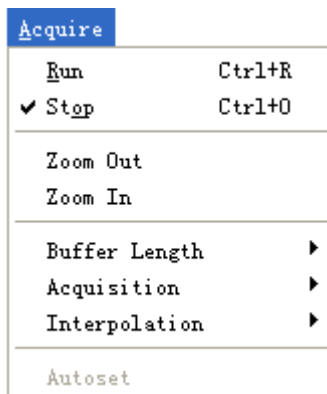 Acquire
Run Ctrl+R
✓ Stop Ctrl+O
Zoom Out
Zoom In
Buffer Length
Acquisition
Interpolation
Autoset